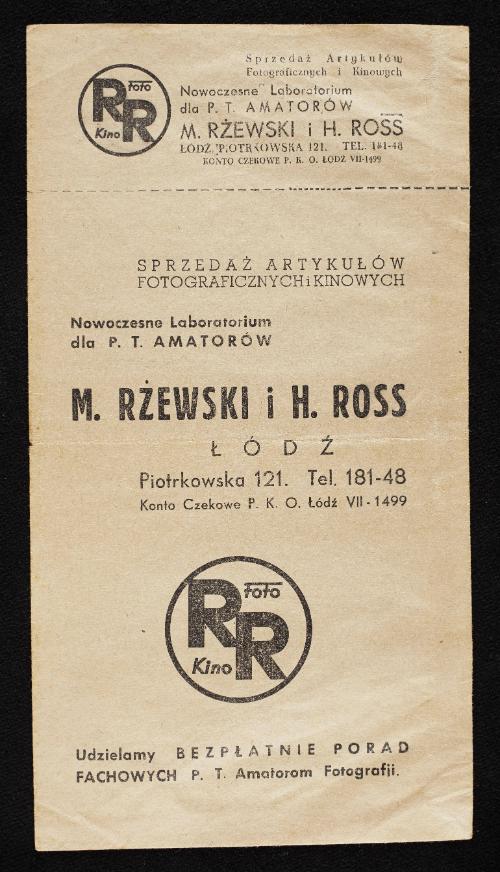 Sprzedaż Artykułów
Fotograficznych i Kinowych
Nowoczesne Laboratorium
dla P. T. AMATORÓW
M. RŻEWSKI i H. ROSS
ŁÓDŹ, PIOTRKOWSKA 121. TEL. 181-48
KONTO CZEKOWE P. K. O. ŁÓDŹ VII-1499
R foto
Kino R
SPRZEDAŻ ARTYKUŁÓW
FOTOGRAFICZNYCH i KINOWYCH
Nowoczesne Laboratorium
dla P. T. AMATORÓW
M. RŻEWSKI i H. ROSS
ŁÓDŹ
Piotrkowska 121. Tel. 181-48
Konto Czekowe P. K. O. Łódź VII-1499
R foto
Kino R
Udzielamy BEZPŁATNIE PORAD
FACHOWYCH P. T. Amatorom Fotografji.